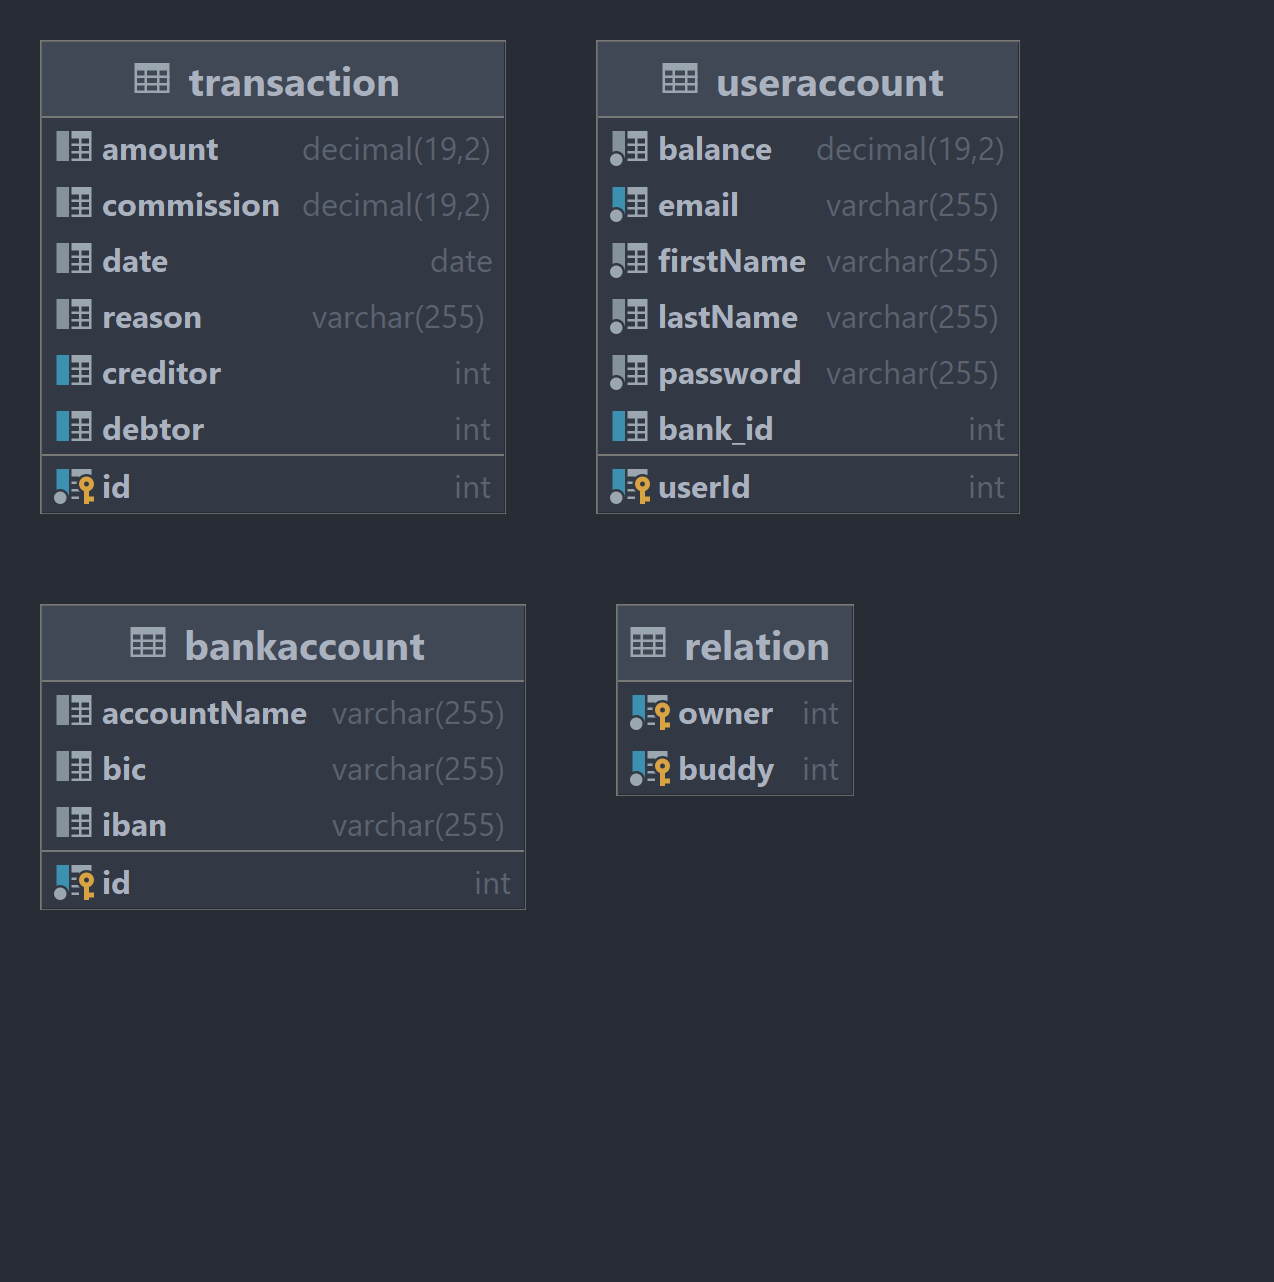 transaction
amount decimal(19,2)
commission decimal(19,2)
date date
reason varchar(255)
creditor int
debtor int
id int
useraccount
balance decimal(19,2)
email varchar(255)
firstName varchar(255)
lastName varchar(255)
password varchar(255)
bank_id int
userId int
bankaccount
accountName varchar(255)
bic varchar(255)
iban varchar(255)
id int
relation
owner int
buddy int